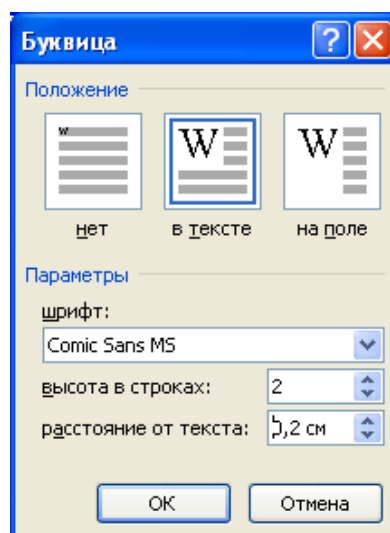 Буквица
Положение
W W W
нет в тексте на поле
Параметры
шрифт:
Comic Sans MS
высота в строках: 2
расстояние от текста: ,2 см
ОК Отмена